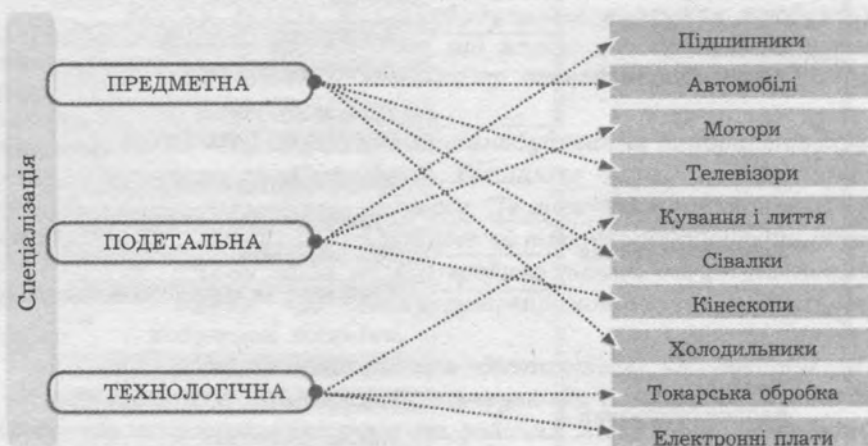 Спеціалізація
ПРЕДМЕТНА
ПОДЕТАЛЬНА
ТЕХНОЛОГІЧНА
Підшипники
Автомобілі
Мотори
Телевізори
Кування і лиття
Сівалки
Кінескопи
Холодильники
Токарська обробка
Електронні плати